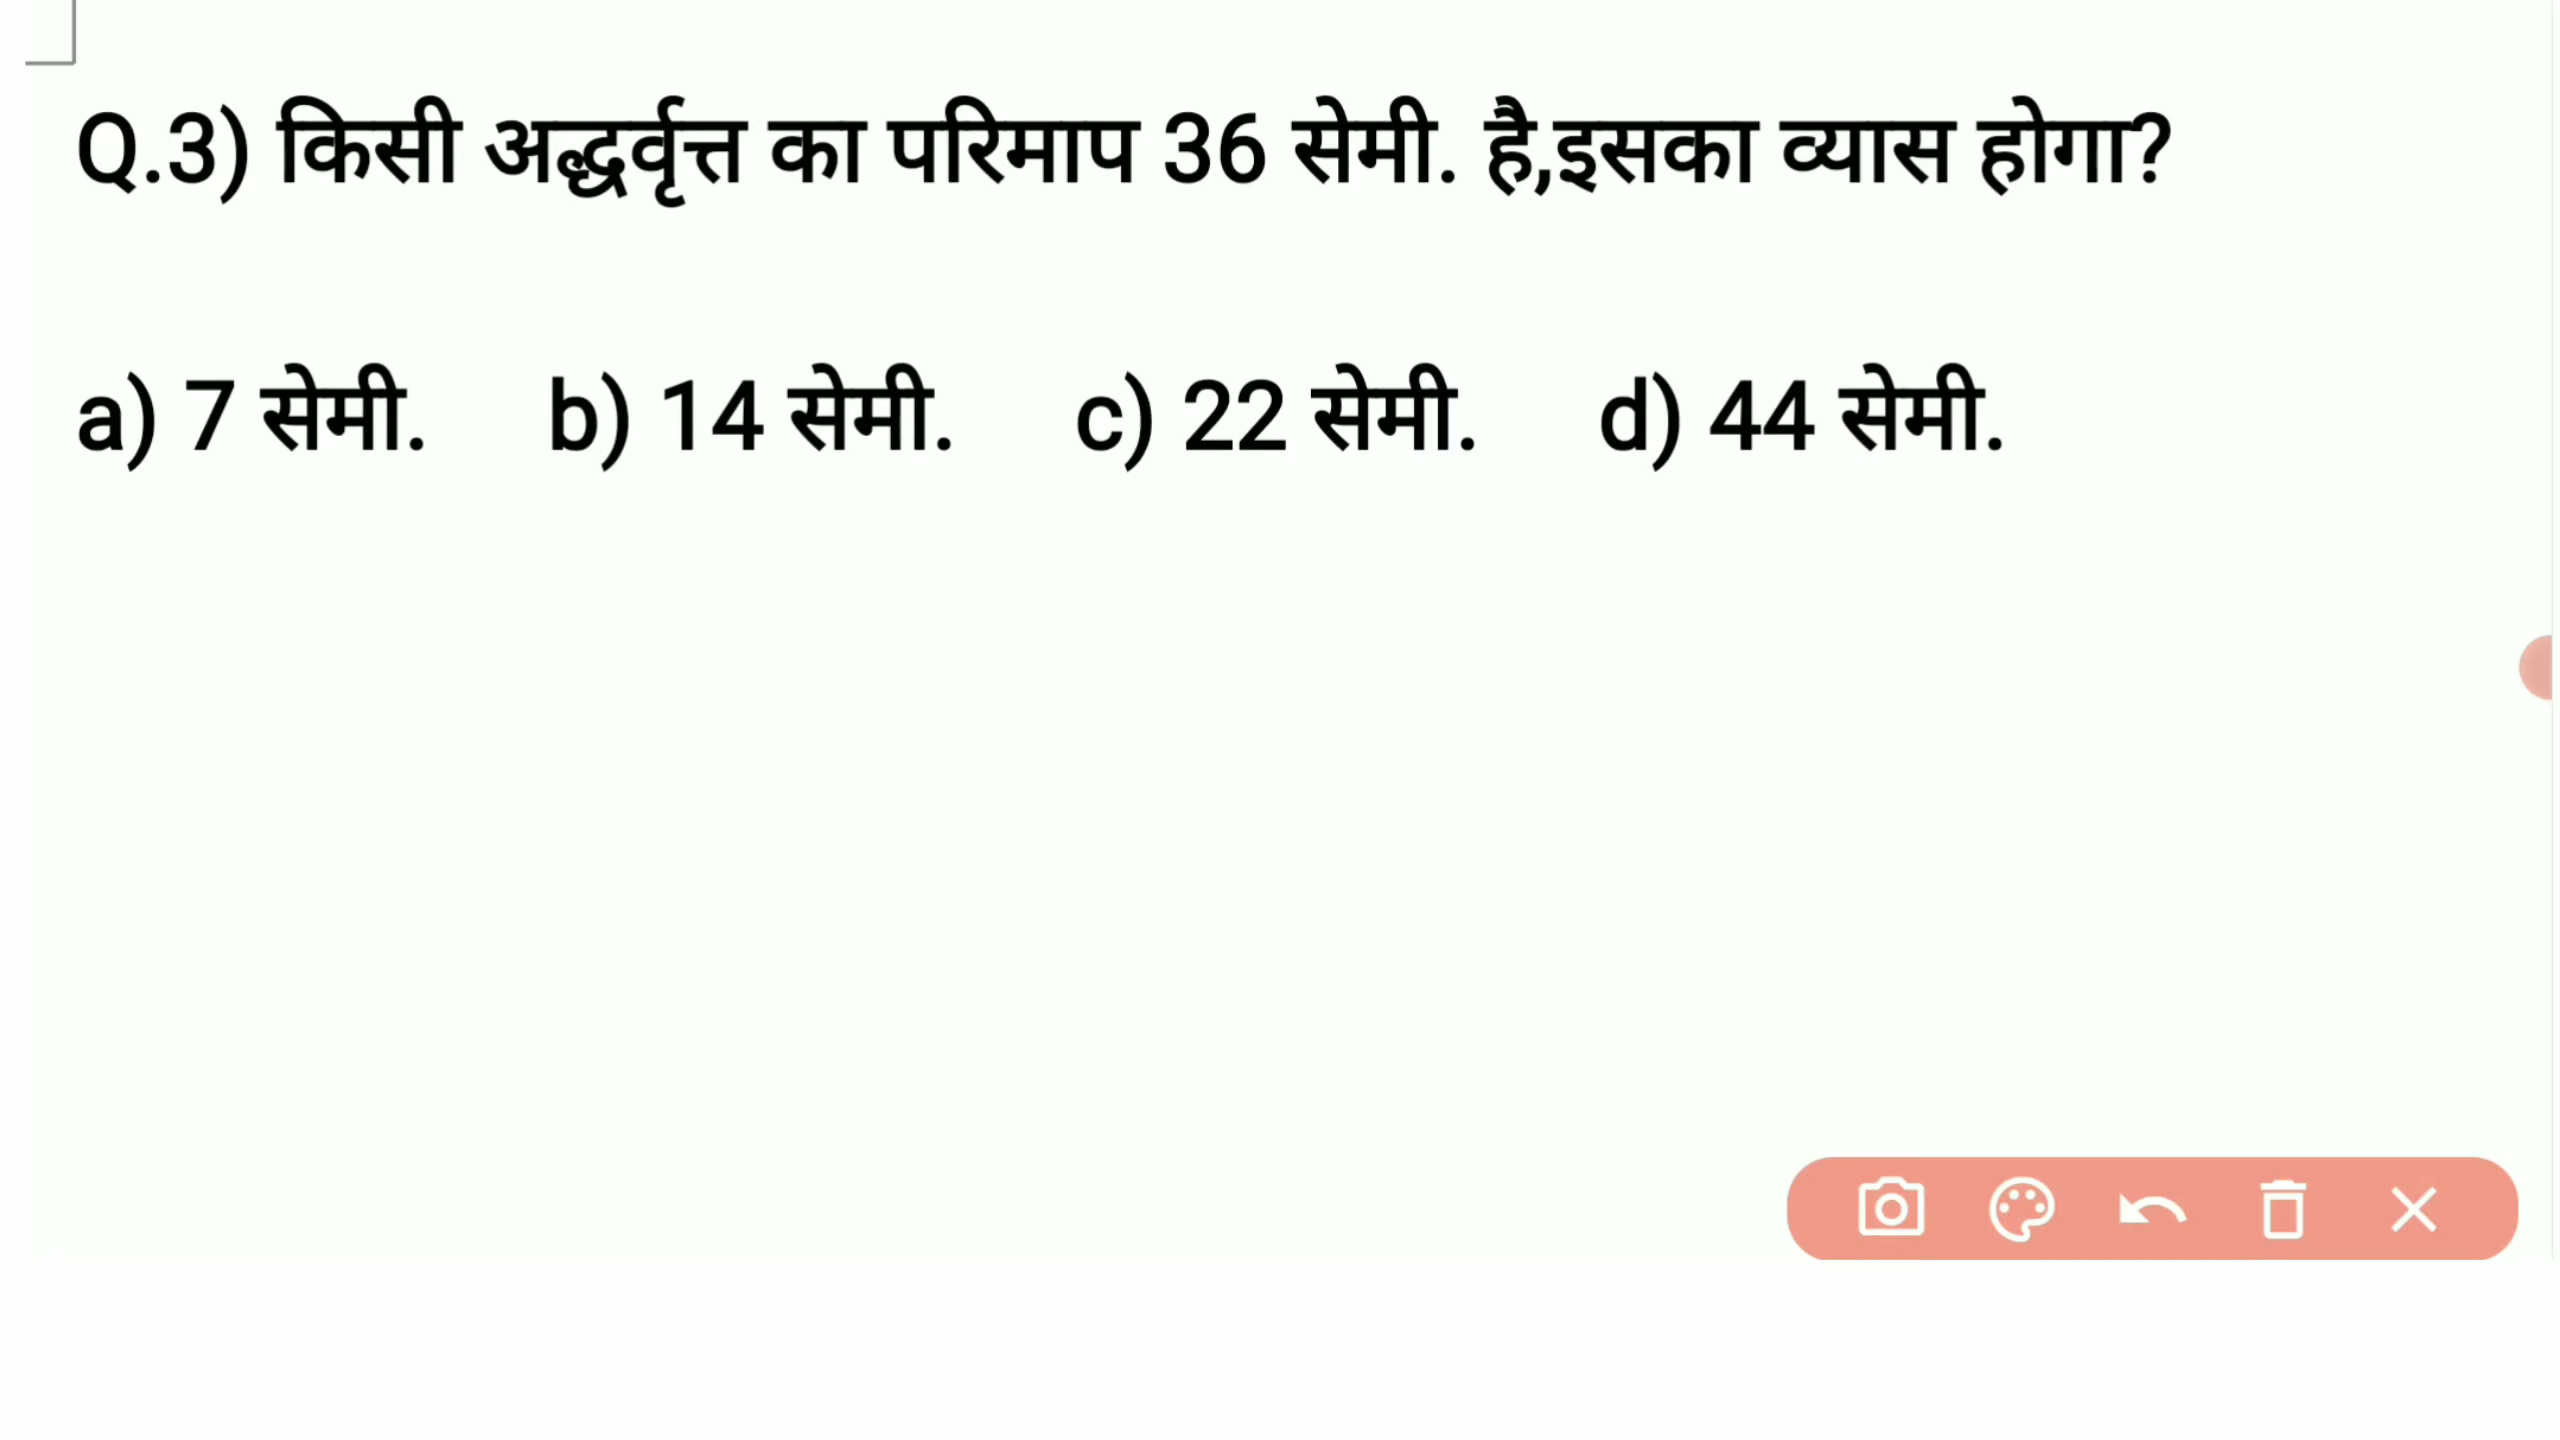 Q.3) किसी अर्द्धवृत्त का परिमाप 36 सेमी. है,इसका व्यास होगा?
a) 7 सेमी. b) 14 सेमी. c) 22 सेमी. d) 44 सेमी.